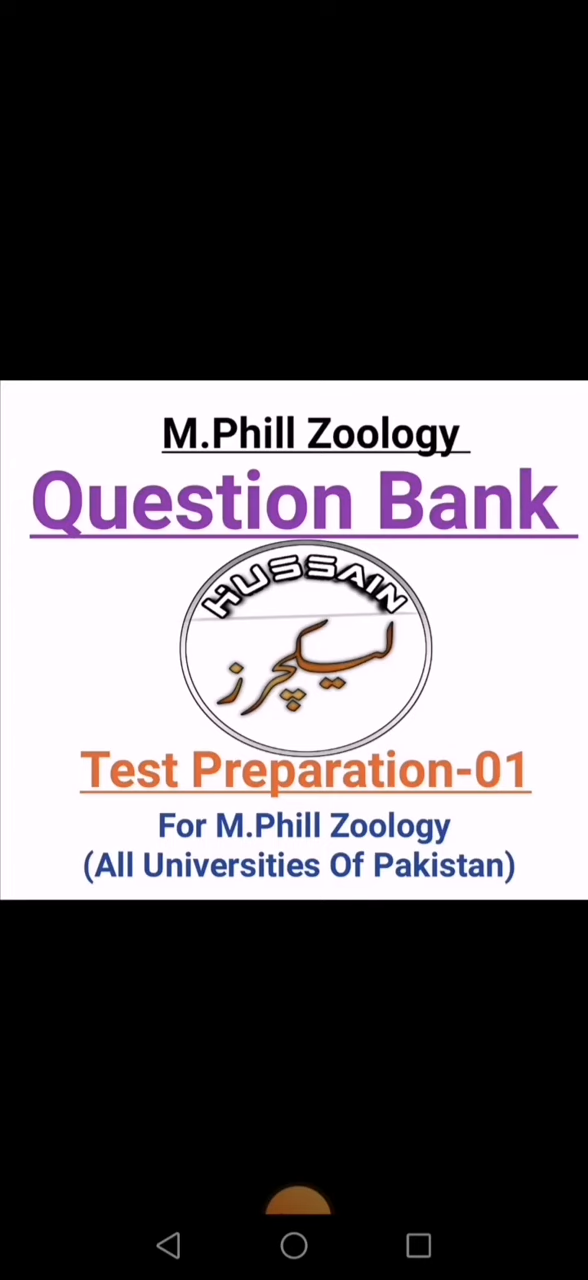 M.Phill Zoology
Question Bank
HUSSAIN
لیکچرز
Test Preparation-01
For M.Phill Zoology
(All Universities Of Pakistan)